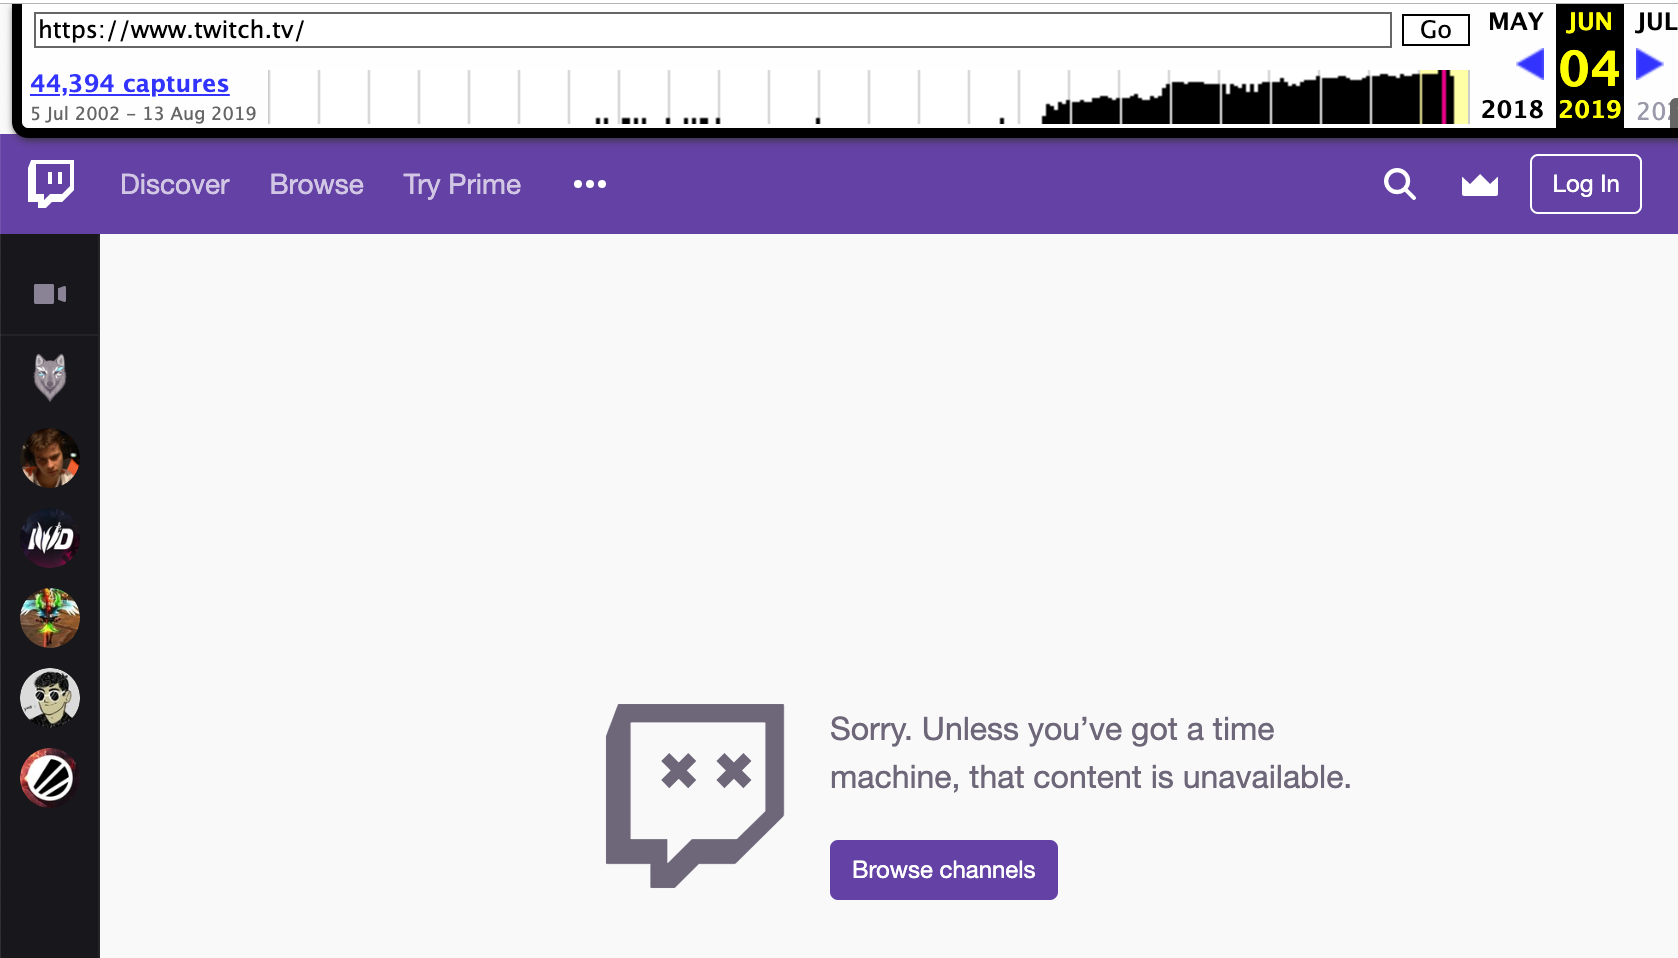 https://www.twitch.tv/
Go
MAY
JUN
JUL
44,394 captures
04
5 Jul 2002 – 13 Aug 2019
2018
2019
Discover
Browse
Try Prime
Log In
Sorry. Unless you’ve got a time
machine, that content is unavailable.
Browse channels